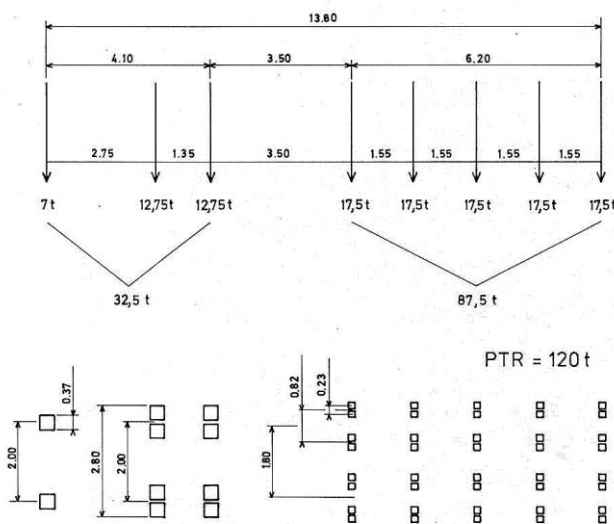 13.80
4.10 3.50 6.20
2.75 1.35 3.50 1.55 1.55 1.55 1.55
7 t 12,75 t 12,75 t 17,5 t 17,5 t 17,5 t 17,5 t 17,5 t
32,5 t 87,5 t
PTR = 120 t
0.37 0.82 0.23
2.00 2.80 2.00 1.80